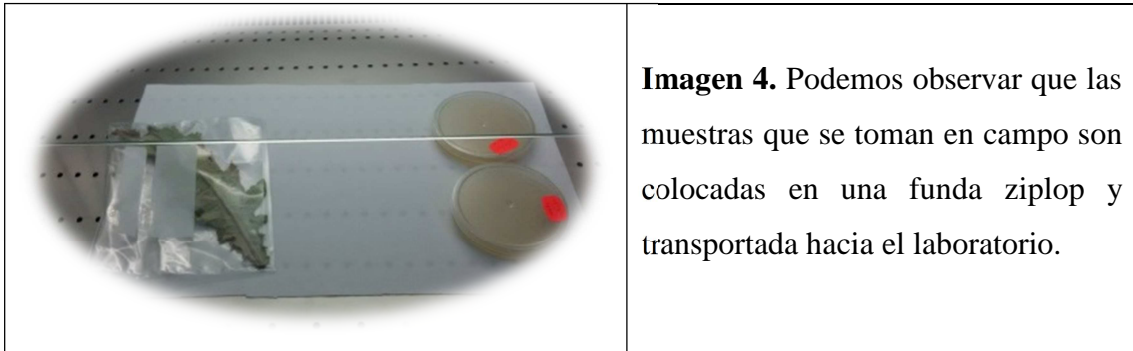 Imagen 4. Podemos observar que las
muestras que se toman en campo son
colocadas en una funda ziplop y
transportada hacia el laboratorio.